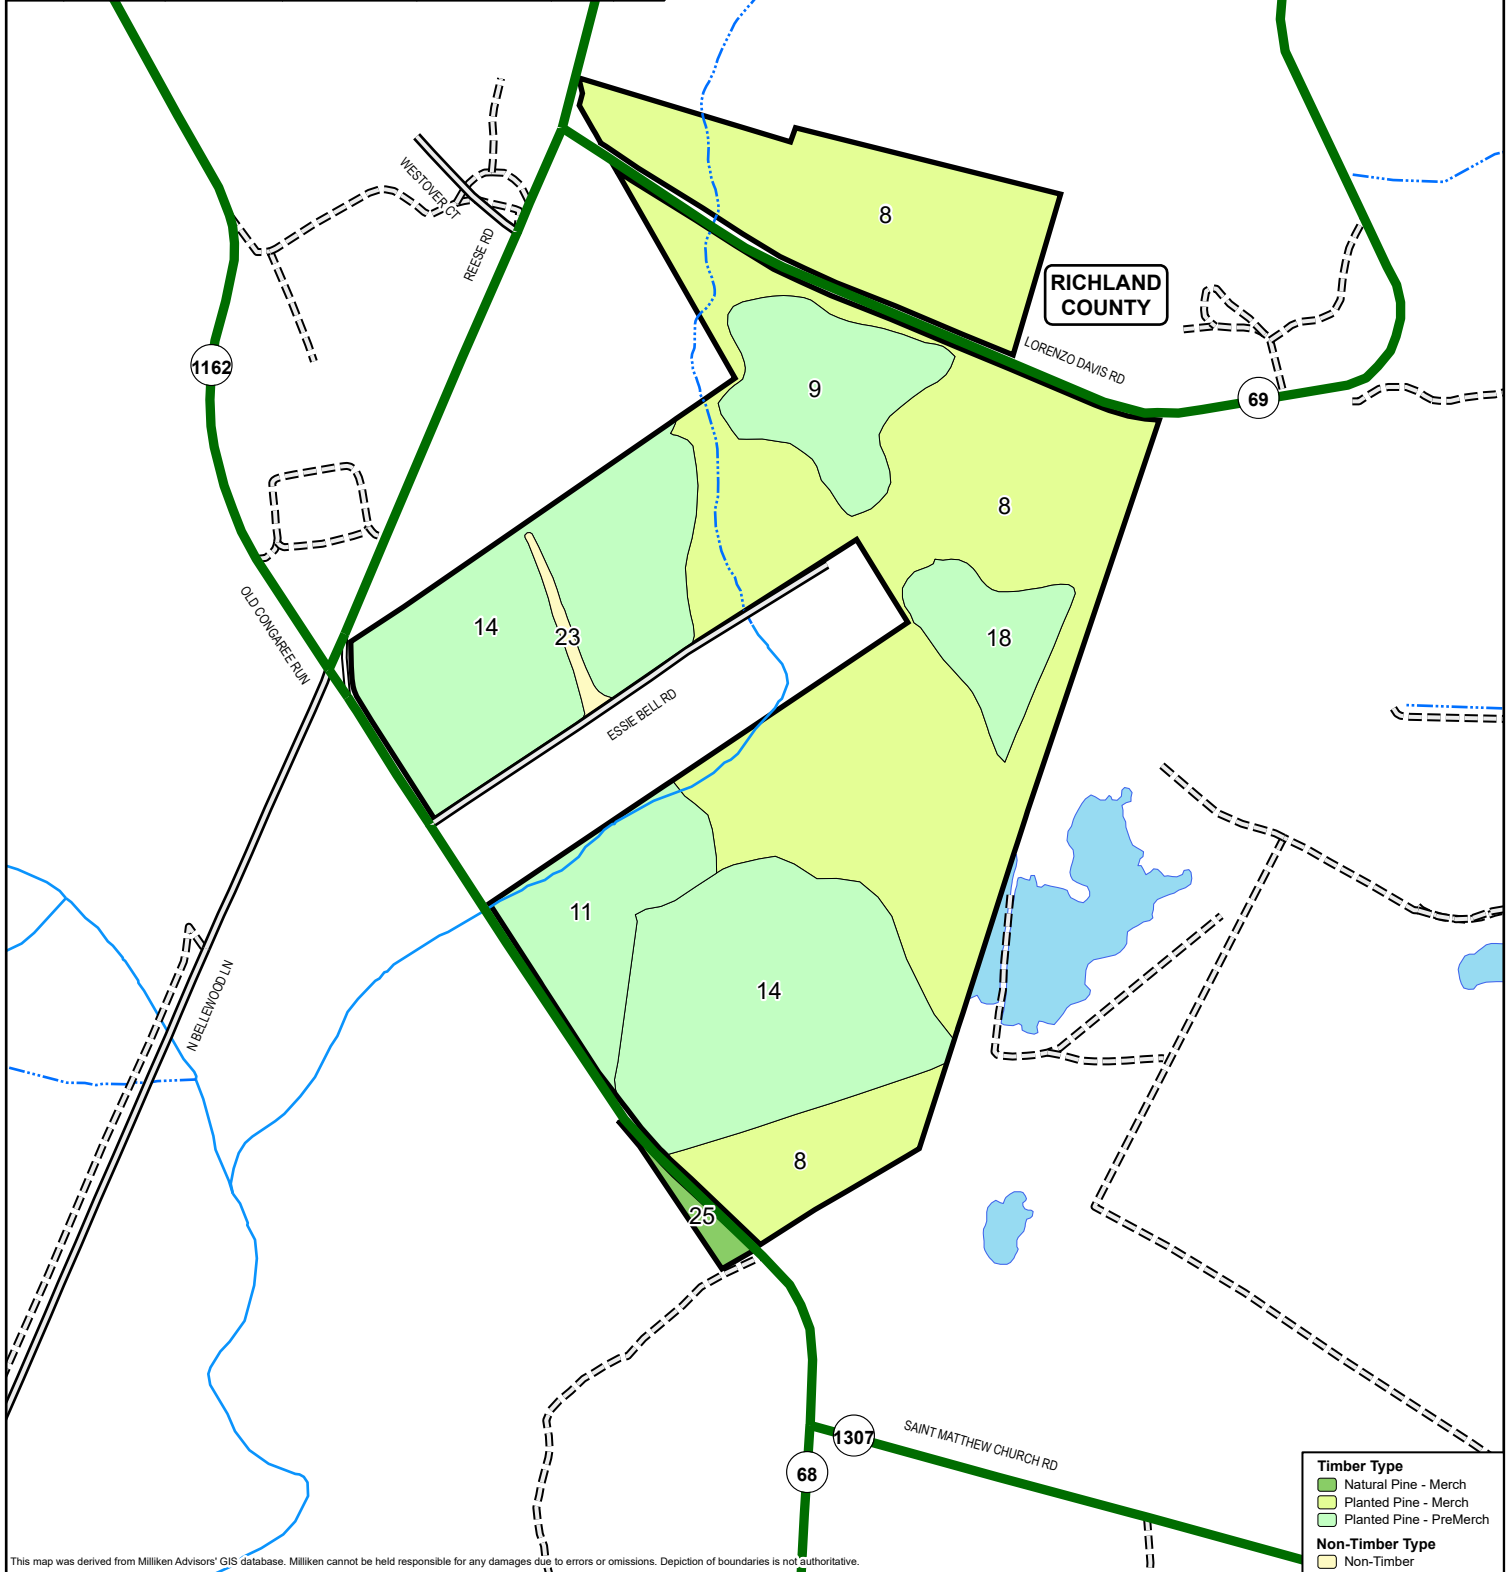 WESTOVER CT
REESE RD
8
RICHLAND
COUNTY
LORENZO DAVIS RD
1162
9
69
8
OLD CONGAREE RUN
14
23
18
ESSIE BELL RD
11
14
N BELLEWOOD LN
8
25
1307
SAINT MATTHEW CHURCH RD
68
Timber Type
Natural Pine - Merch
Planted Pine - Merch
Planted Pine - PreMerch
Non-Timber Type
Non-Timber
This map was derived from Milliken Advisors' GIS database. Milliken cannot be held responsible for any damages due to errors or omissions. Depiction of boundaries is not authoritative.